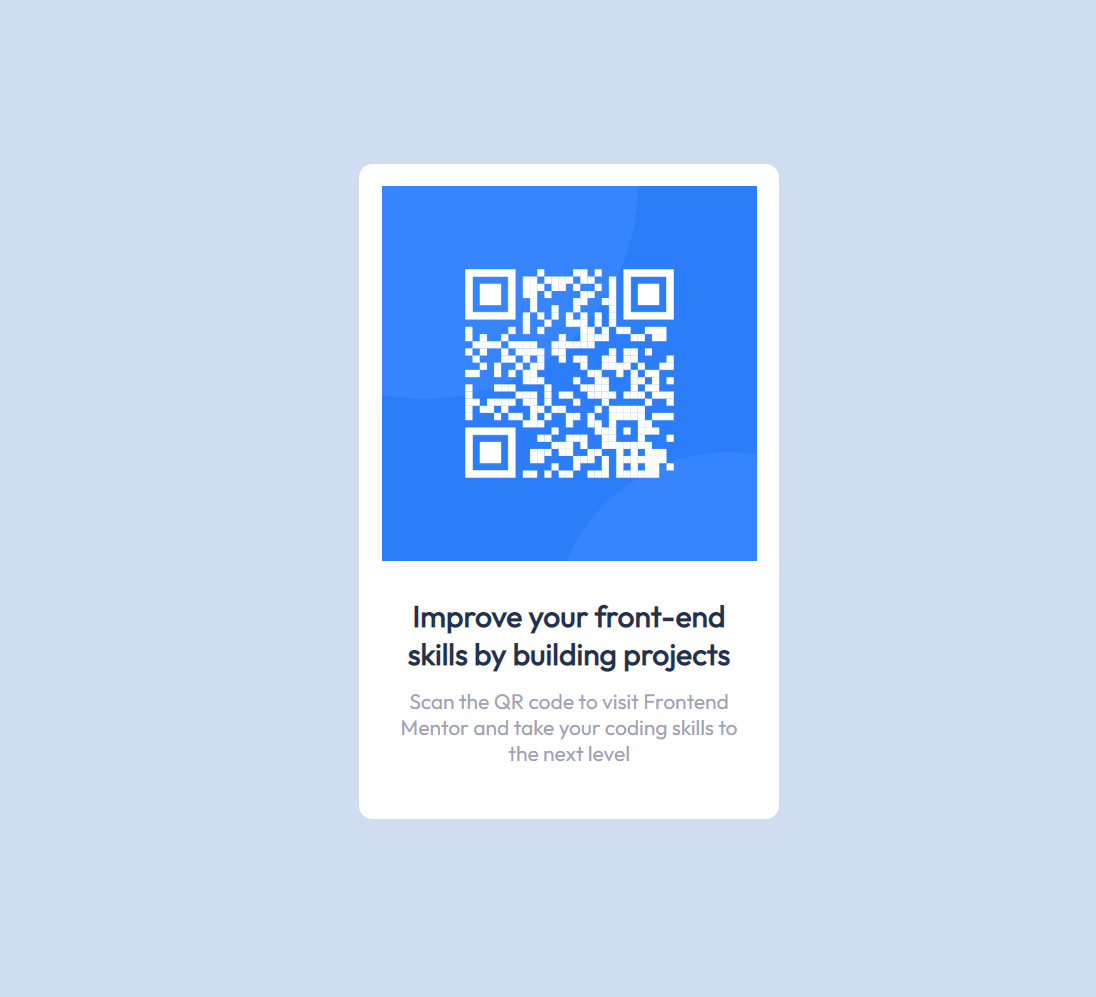 Improve your front-end
skills by building projects
Scan the QR code to visit Frontend
Mentor and take your coding skills to
the next level